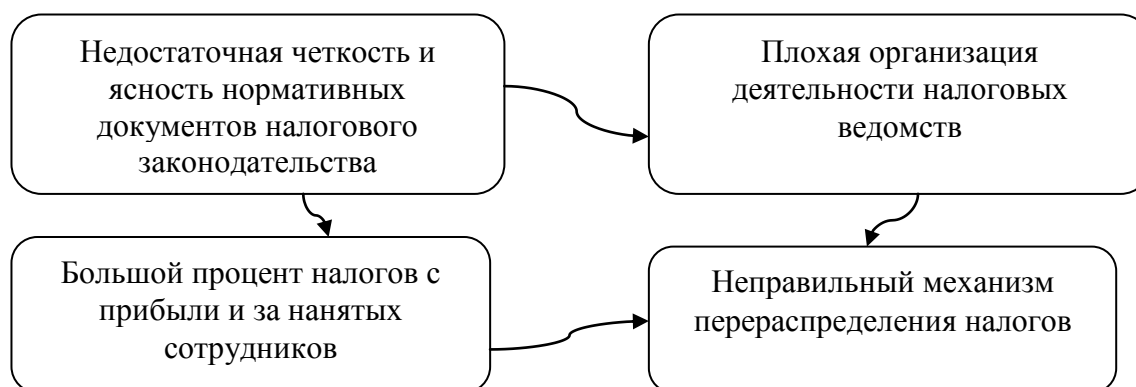 Недостаточная четкость и
ясность нормативных
документов налогового
законодательства
Плохая организация
деятельности налоговых
ведомств
Большой процент налогов с
прибыли и за нанятых
сотрудников
Неправильный механизм
перераспределения налогов